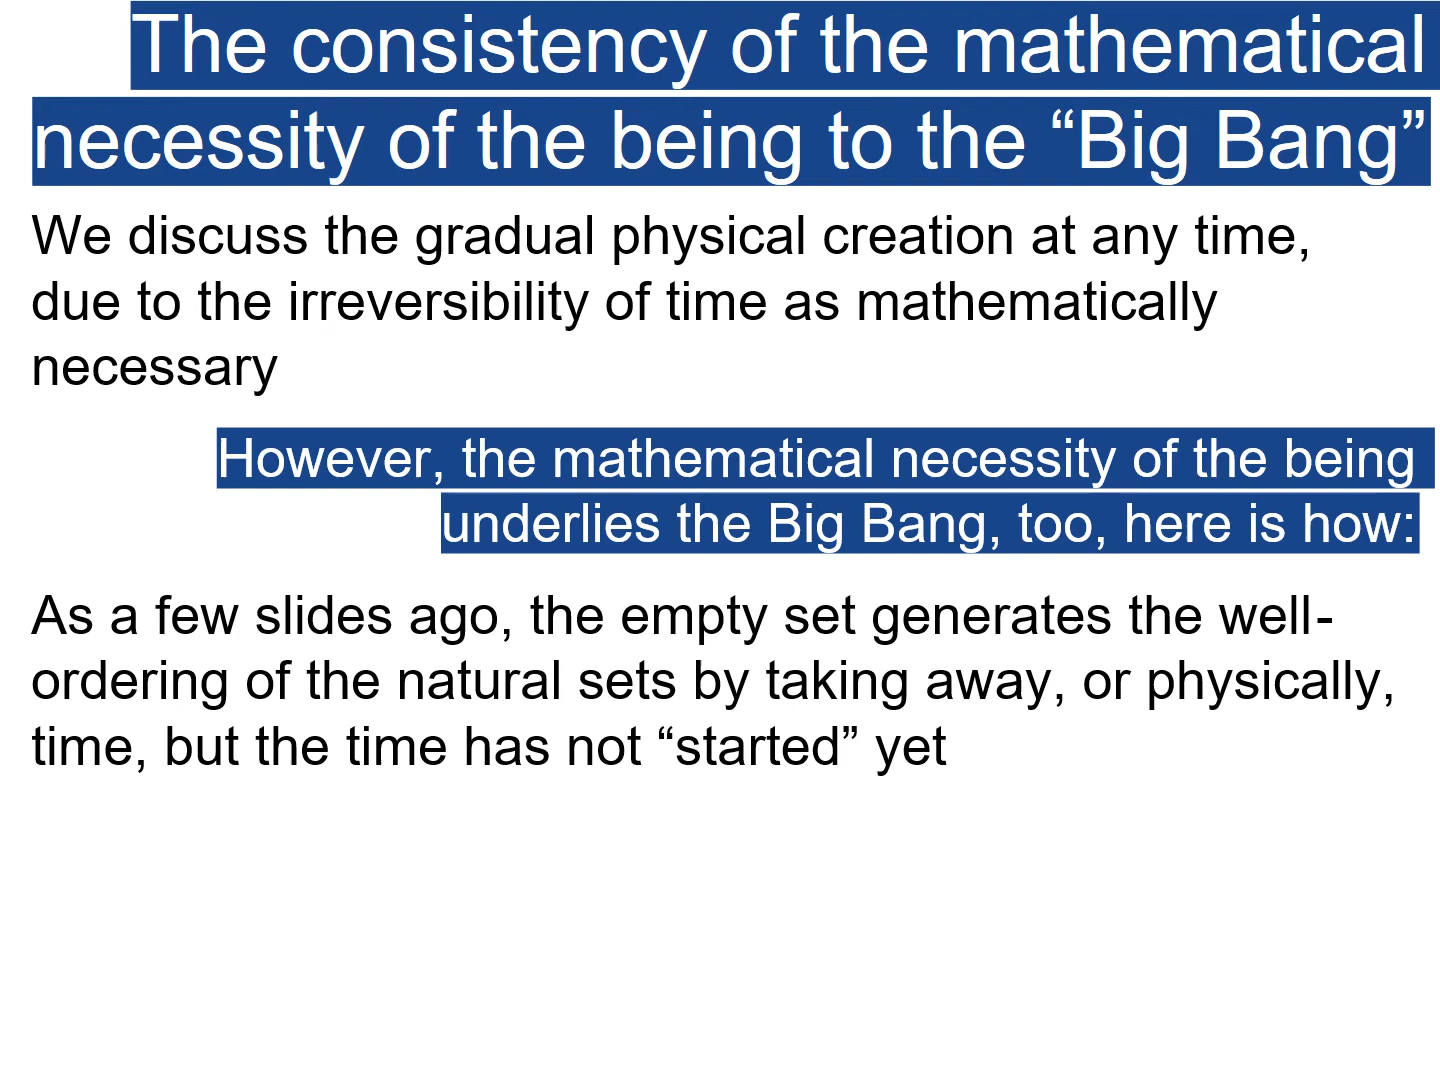 The consistency of the mathematical
necessity of the being to the “Big Bang”
We discuss the gradual physical creation at any time,
due to the irreversibility of time as mathematically
necessary
However, the mathematical necessity of the being
underlies the Big Bang, too, here is how:
As a few slides ago, the empty set generates the well-
ordering of the natural sets by taking away, or physically,
time, but the time has not “started” yet